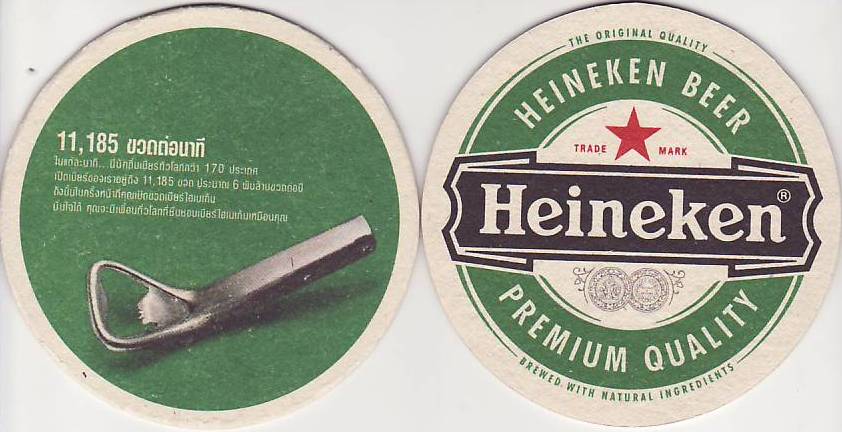 11,185 ขวดต่อนาที
ในแต่ละนาที... มีนักดื่มเบียร์ทั่วโลกกว่า 170 ประเทศ
เปิดเบียร์ของเราอยู่ถึง 11,185 ขวด ประมาณ 6 พันล้านขวดต่อปี
ดังนั้นในครั้งหน้าที่คุณเปิดขวดเบียร์ไฮเนเก้น
มั่นใจได้ คุณจะมีเพื่อนทั่วโลกที่ชื่นชอบเบียร์ไฮเนเก้นเหมือนคุณ
THE ORIGINAL QUALITY
HEINEKEN BEER
TRADE MARK
Heineken®
PREMIUM QUALITY
BREWED WITH NATURAL INGREDIENTS